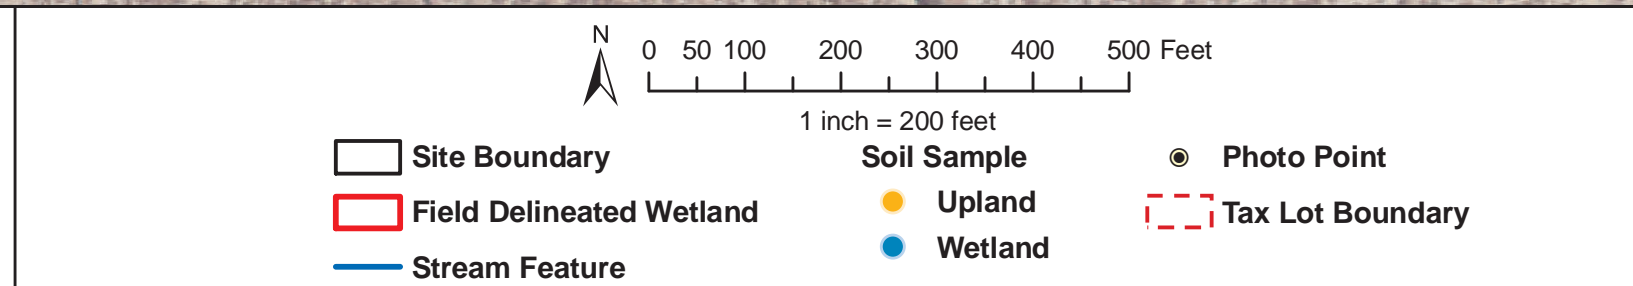 N
0 50 100 200 300 400 500 Feet
1 inch = 200 feet
Site Boundary
Field Delineated Wetland
Stream Feature
Soil Sample
Upland
Wetland
Photo Point
Tax Lot Boundary